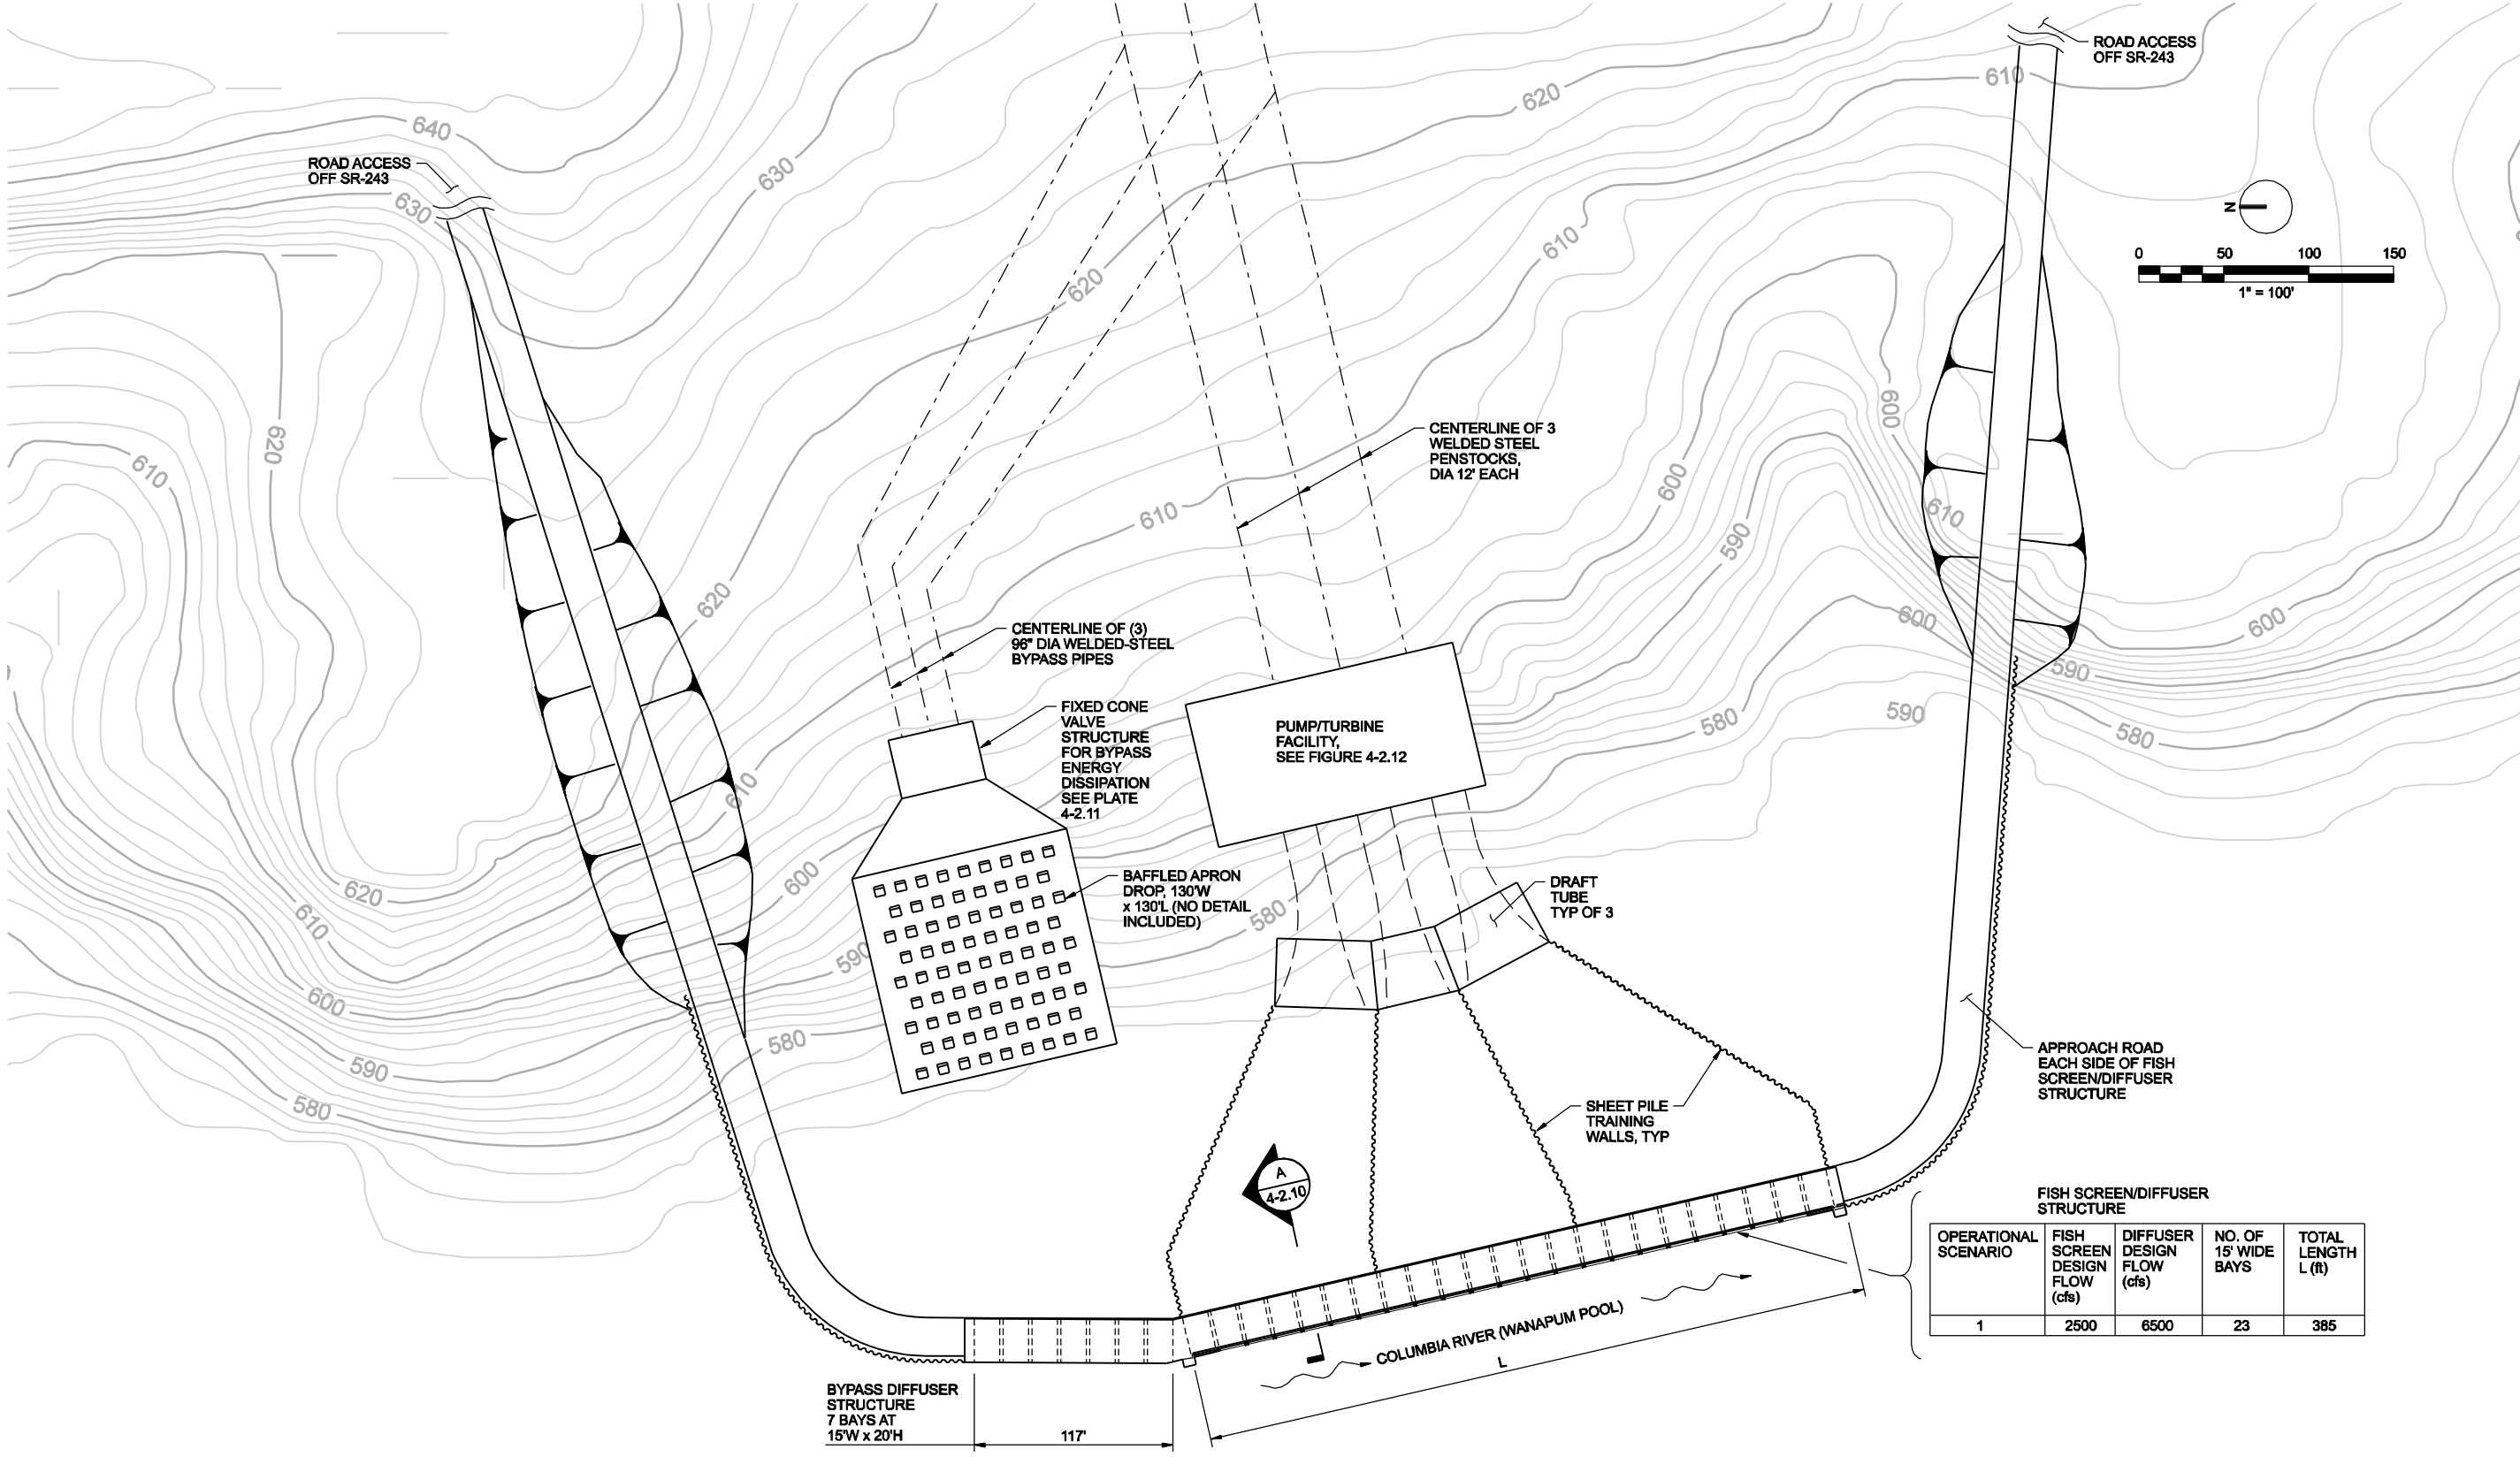 ROAD ACCESS
OFF SR-243
610
620
640
ROAD ACCESS
OFF SR-243
630
630
N
610
620
0 50 100 150
1" = 100'
600
620
610
CENTERLINE OF 3
WELDED STEEL
PENSTOCKS,
DIA 12' EACH
600
610
610
590
620
CENTERLINE OF (3)
96" DIA WELDED-STEEL
BYPASS PIPES
600
600
590
FIXED CONE
VALVE
STRUCTURE
FOR BYPASS
ENERGY
DISSIPATION
SEE PLATE
4-2.11
PUMP/TURBINE
FACILITY,
SEE FIGURE 4-2.12
580
590
580
610
600
620
BAFFLED APRON
DROP, 130'W
x 130'L (NO DETAIL
INCLUDED)
DRAFT
TUBE
TYP OF 3
580
610
590
600
580
590
580
APPROACH ROAD
EACH SIDE OF FISH
SCREEN/DIFFUSER
STRUCTURE
SHEET PILE
TRAINING
WALLS, TYP
A
4-2.10
FISH SCREEN/DIFFUSER
STRUCTURE
OPERATIONAL
SCENARIO
FISH
SCREEN
DESIGN
FLOW
(cfs)
DIFFUSER
DESIGN
FLOW
(cfs)
NO. OF
15' WIDE
BAYS
TOTAL
LENGTH
L (ft)
1 2500 6500 23 385
COLUMBIA RIVER (WANAPUM POOL)
L
BYPASS DIFFUSER
STRUCTURE
7 BAYS AT
15'W x 20'H
117'